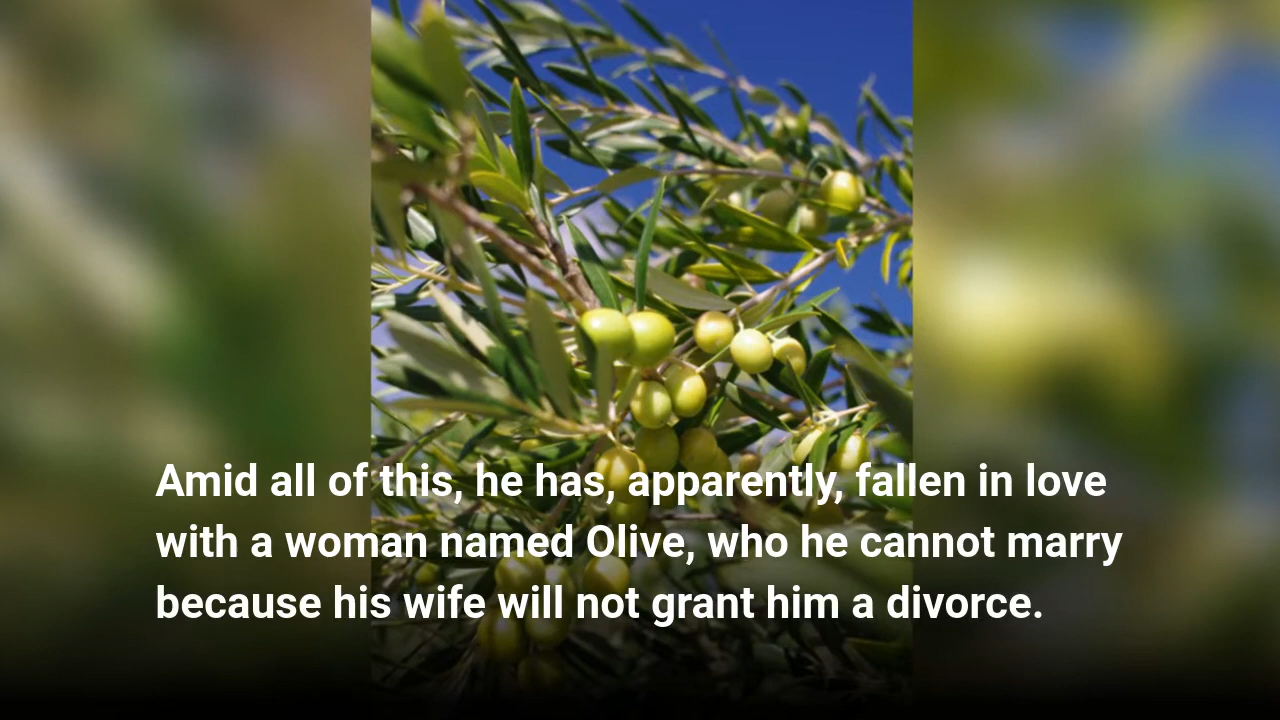 Amid all of this, he has, apparently, fallen in love
with a woman named Olive, who he cannot marry
because his wife will not grant him a divorce.